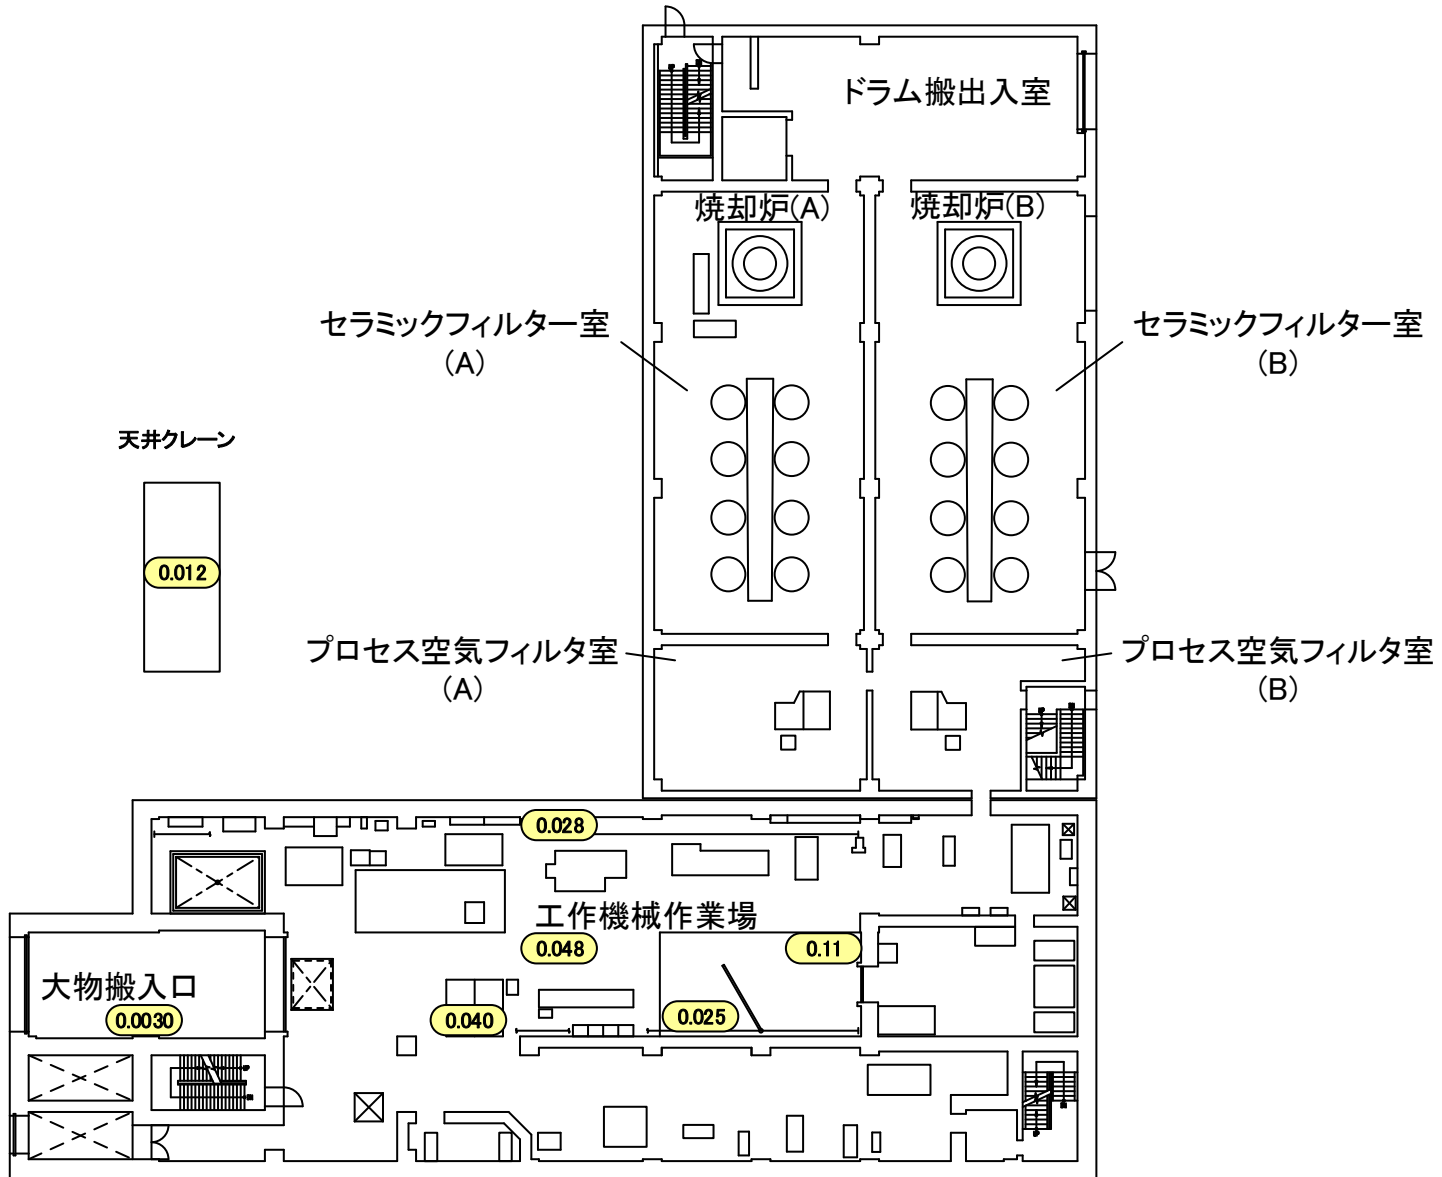 ドラム搬出入室
焼却炉(A)
焼却炉(B)
セラミックフィルター室
(A)
セラミックフィルター室
(B)
天井クレーン
0.012
プロセス空気フィルタ室
(A)
プロセス空気フィルタ室
(B)
0.028
工作機械作業場
0.048
0.11
大物搬入口
0.0030
0.040
0.025